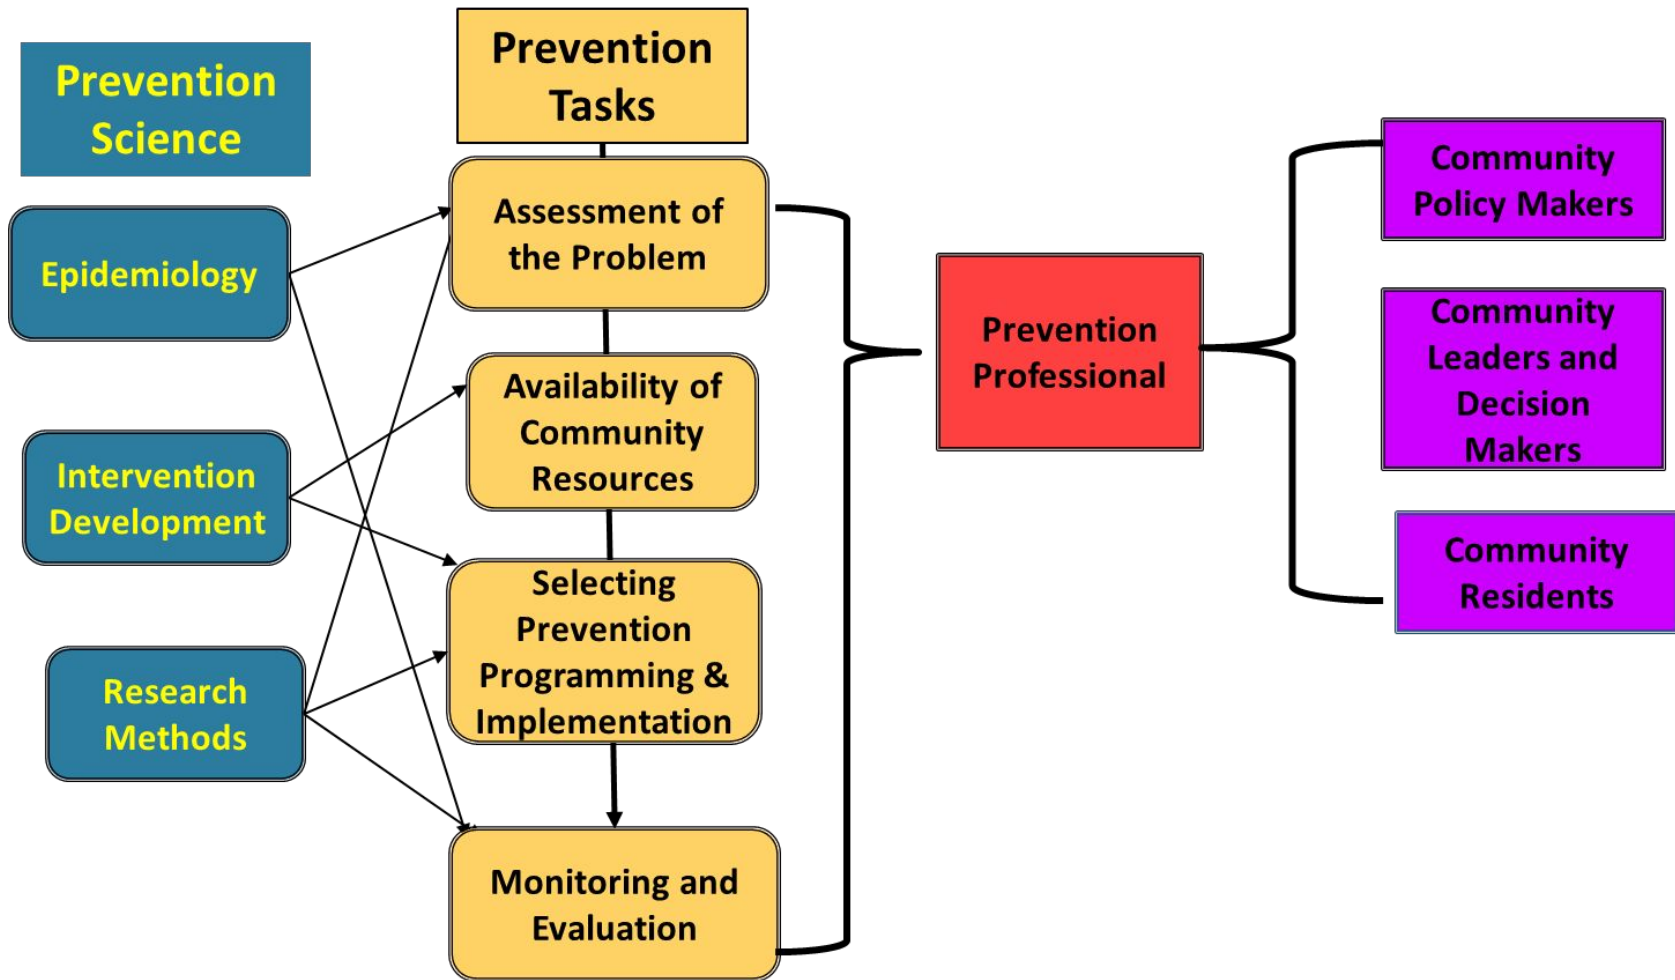 Prevention
Science
Epidemiology
Intervention
Development
Research
Methods
Prevention
Tasks
Assessment of
the Problem
Availability of
Community
Resources
Selecting
Prevention
Programming &
Implementation
Monitoring and
Evaluation
Prevention
Professional
Community
Policy Makers
Community
Leaders and
Decision
Makers
Community
Residents